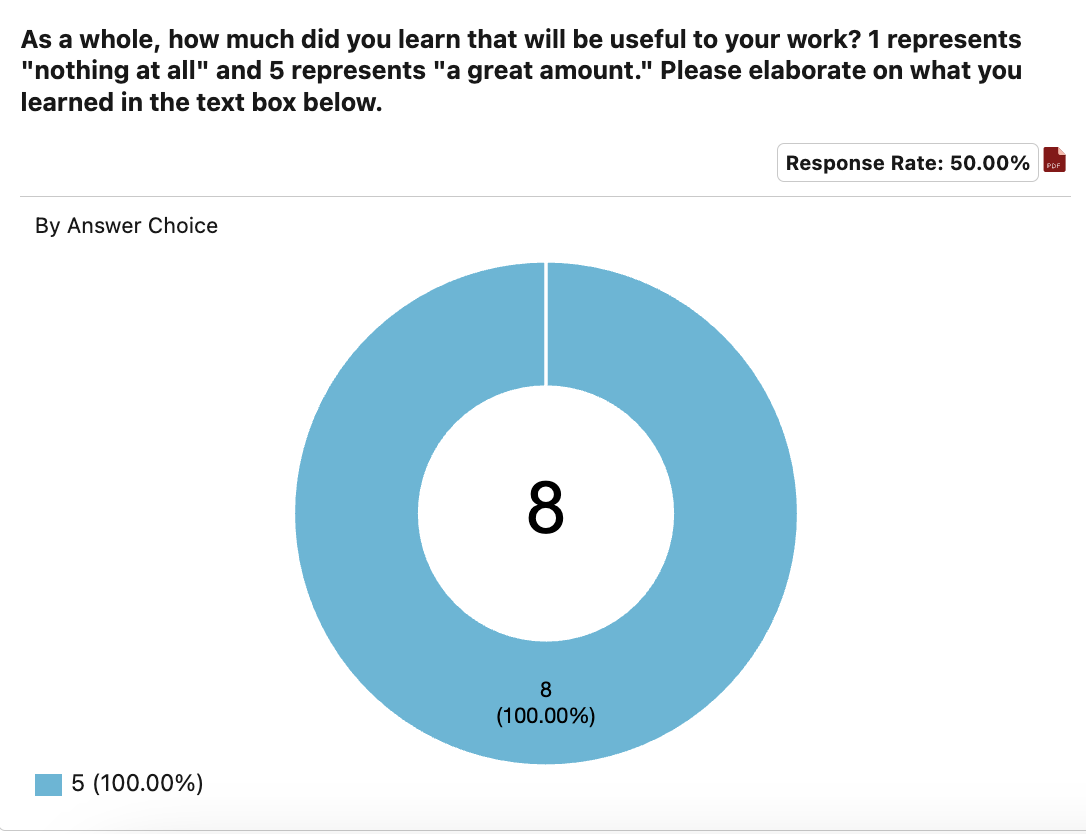 As a whole, how much did you learn that will be useful to your work? 1 represents
"nothing at all" and 5 represents "a great amount." Please elaborate on what you
learned in the text box below.
Response Rate: 50.00%
PDF
By Answer Choice
8
8
(100.00%)
5 (100.00%)